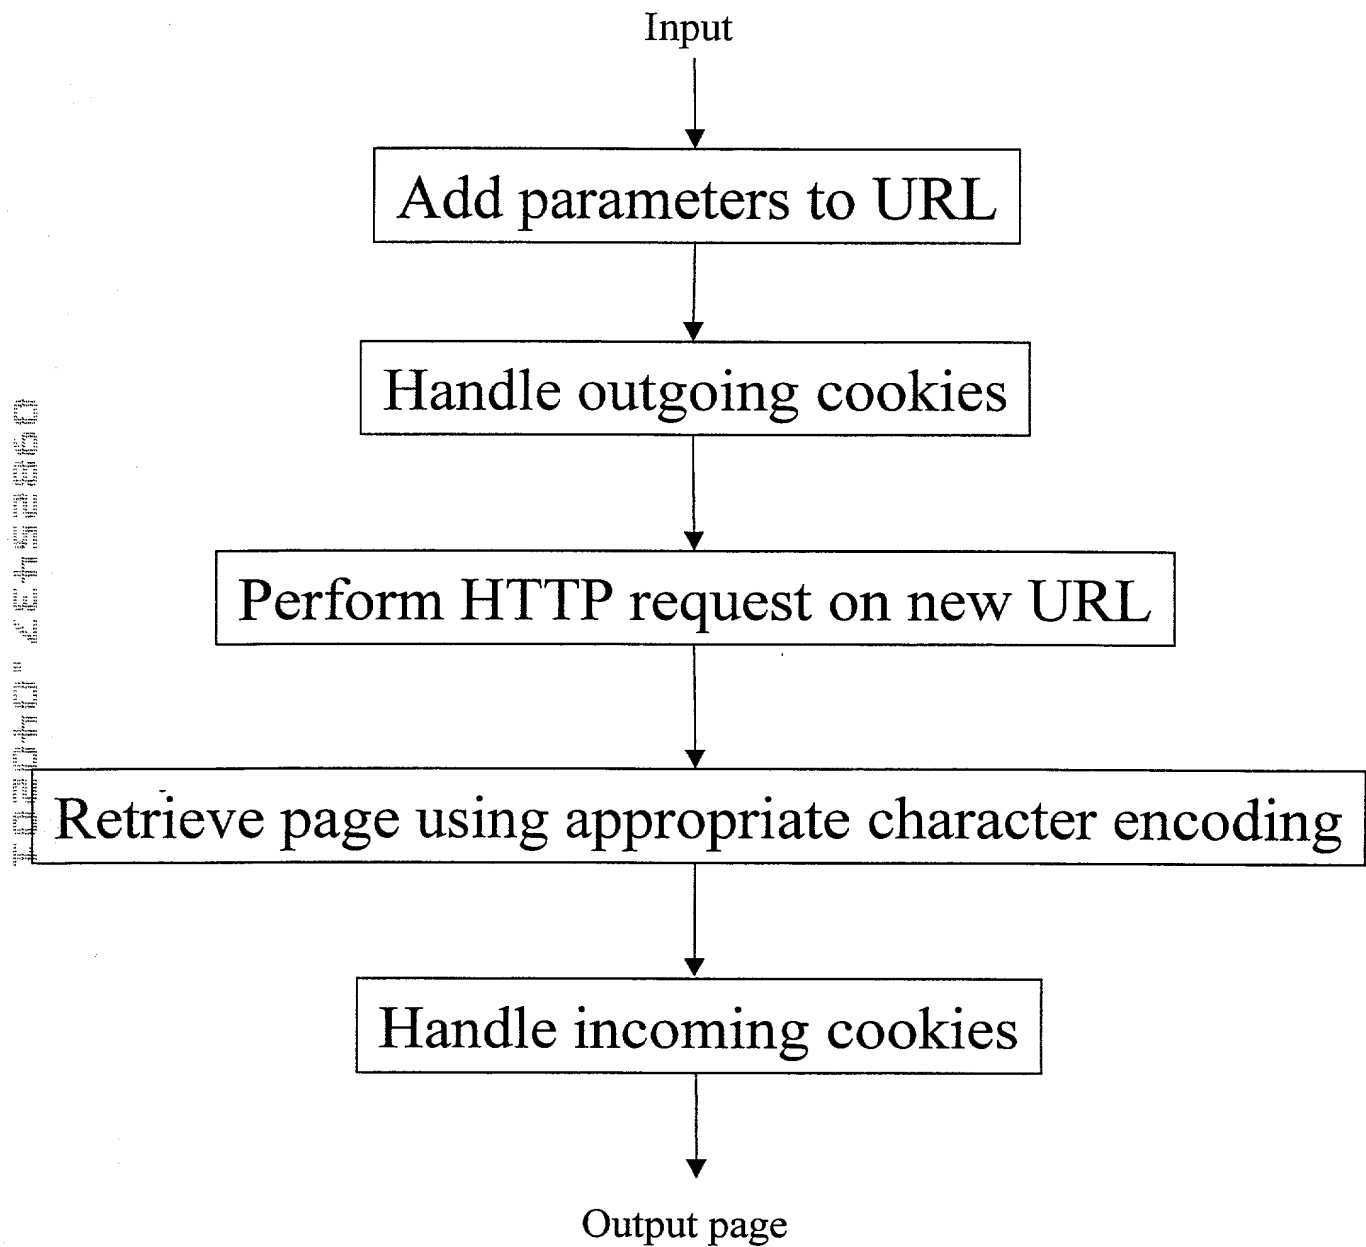 Input
Add parameters to URL
Handle outgoing cookies
Perform HTTP request on new URL
Retrieve page using appropriate character encoding
Handle incoming cookies
Output page